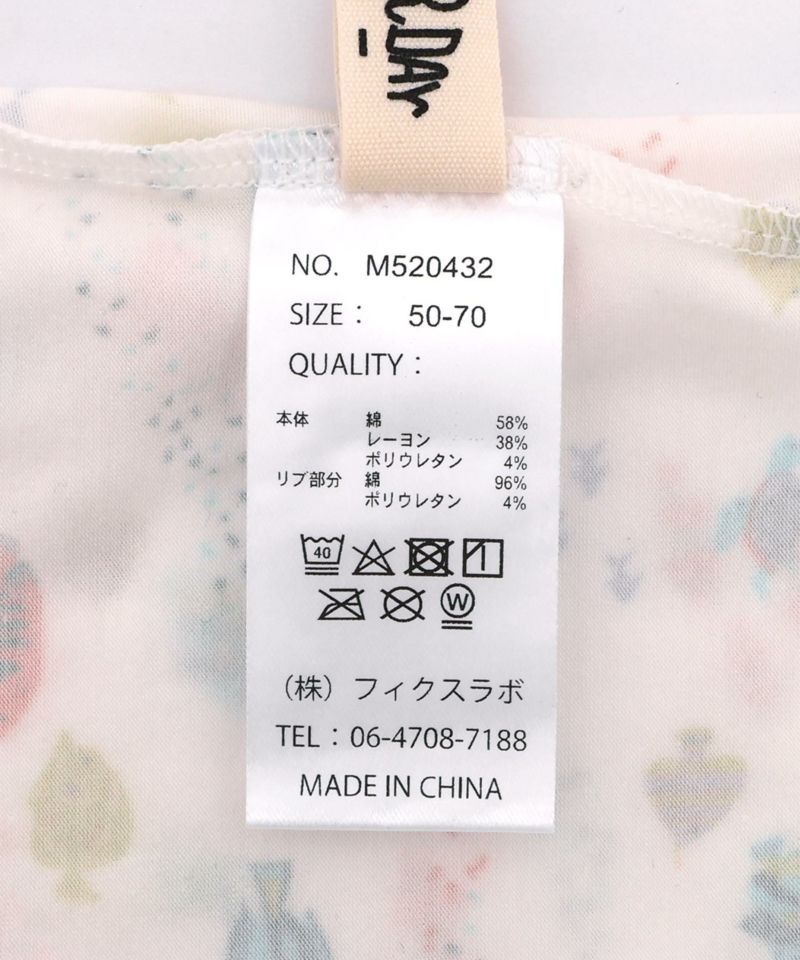 R.DAY
NO. M520432
SIZE： 50-70
QUALITY：
本体 綿 58%
レーヨン 38%
ポリウレタン 4%
リブ部分 綿 96%
ポリウレタン 4%
40
W
（株）フィクスラボ
TEL：06-4708-7188
MADE IN CHINA